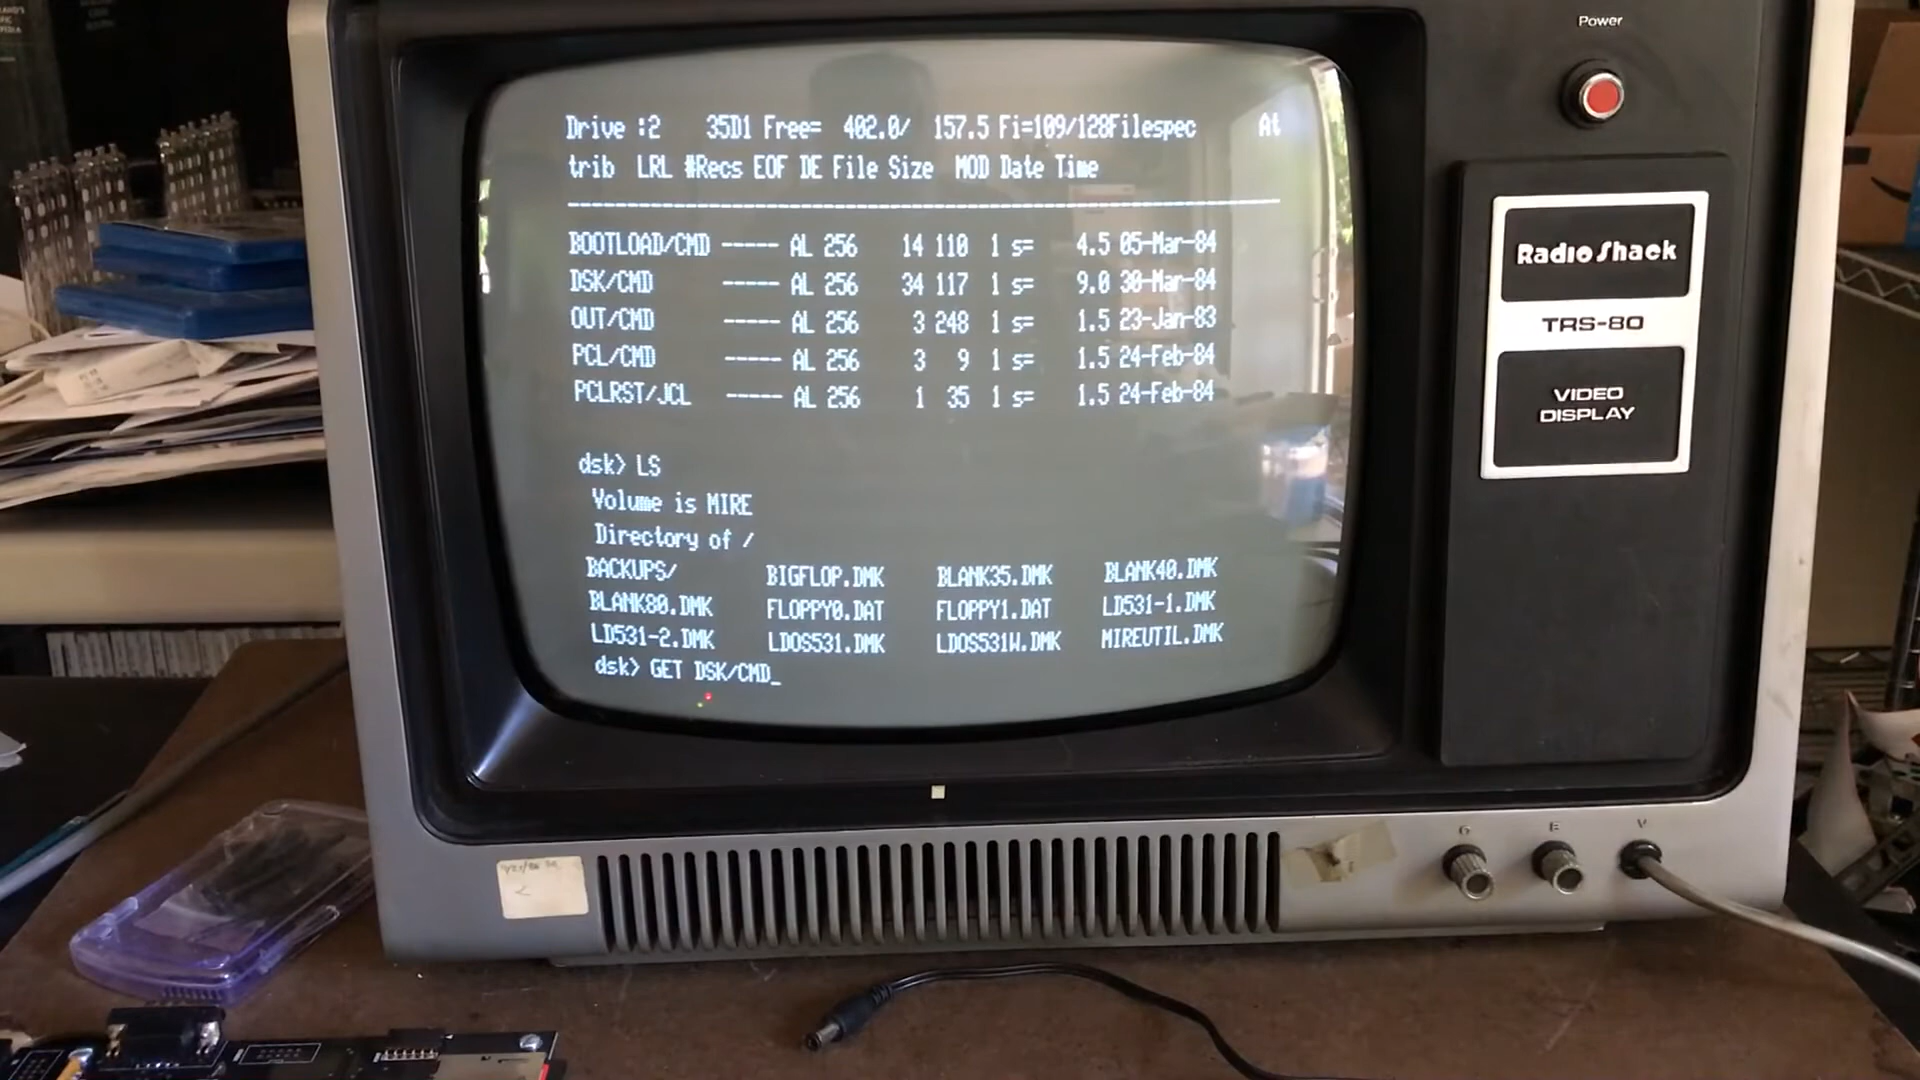 Power
Drive :2 35D1 Free= 402.0/ 157.5 Fi=109/128Filespec At
trib LRL #Recs EOF DE File Size MOD Date Time
--------------------------------------------------------------------------------
BOOTLOAD/CMD ----- AL 256 14 110 1 s= 4.5 05-Mar-84
DSK/CMD ----- AL 256 34 117 1 s= 9.0 30-Mar-84
OUT/CMD ----- AL 256 3 248 1 s= 1.5 23-Jan-83
PCL/CMD ----- AL 256 3 9 1 s= 1.5 24-Feb-84
PCLRST/JCL ----- AL 256 1 35 1 s= 1.5 24-Feb-84
dsk> LS
Volume is MIRE
Directory of /
BACKUPS/ BIGFLOP.DMK BLANK35.DMK BLANK40.DMK
BLANK80.DMK FLOPPY0.DAT FLOPPY1.DAT LD531-1.DMK
LD531-2.DMK LDOS531.DMK LDOS531W.DMK MIREUTIL.DMK
dsk> GET DSK/CMD_
Radio Shack
TRS-80
VIDEO
DISPLAY